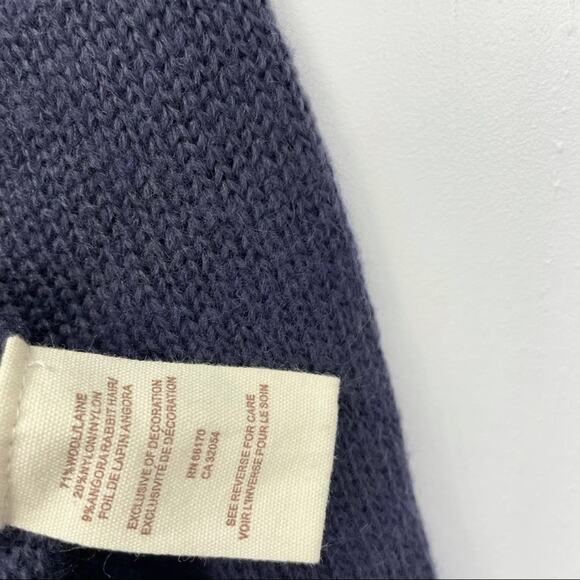 71%WOOL/LAINE
20%NYLON/NYLON
9%ANGORA RABBIT HAIR/
POIL DE LAPIN ANGORA
EXCLUSIVE OF DECORATION
EXCLUSIVITÉ DE DÉCORATION
RN 66170
CA 32054
SEE REVERSE FOR CARE
VOIR L'INVERSE POUR LE SOIN